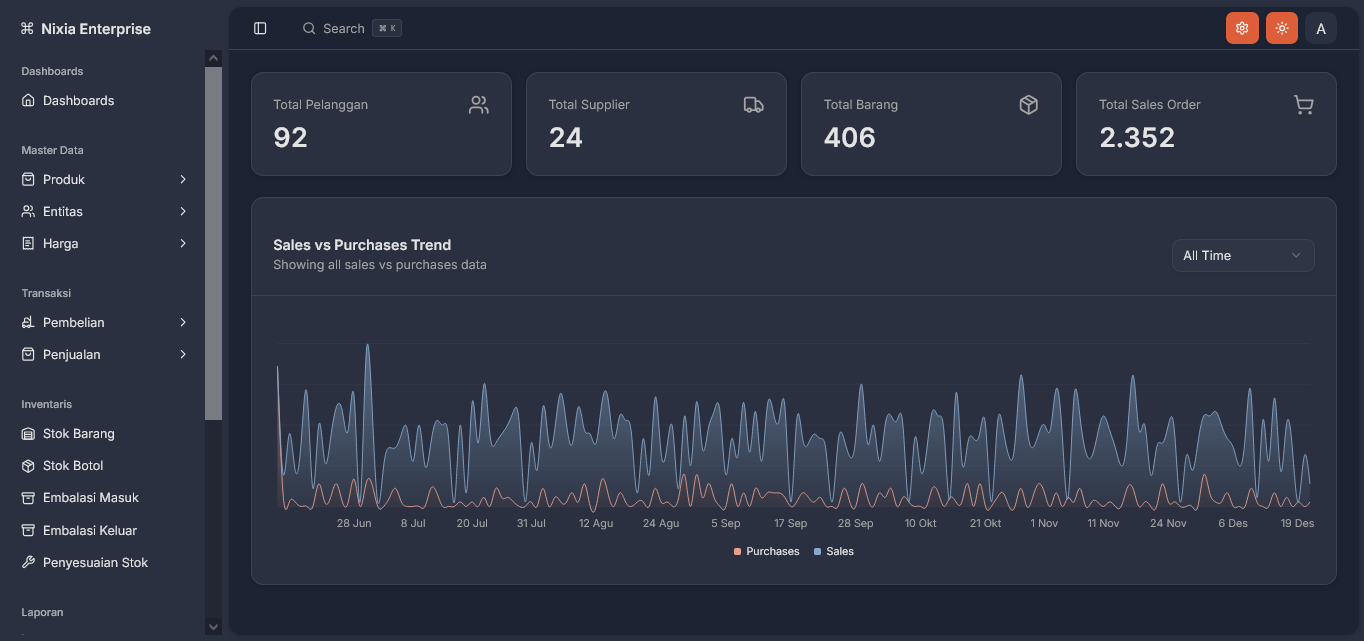 Nixia Enterprise
Dashboards
Dashboards
Master Data
Produk
Entitas
Harga
Transaksi
Pembelian
Penjualan
Inventaris
Stok Barang
Stok Botol
Embalasi Masuk
Embalasi Keluar
Penyesuaian Stok
Laporan
Search ⌘ K
A
Total Pelanggan
92
Total Supplier
24
Total Barang
406
Total Sales Order
2.352
Sales vs Purchases Trend
Showing all sales vs purchases data
All Time
28 Jun 8 Jul 20 Jul 31 Jul 12 Agu 24 Agu 5 Sep 17 Sep 28 Sep 10 Okt 21 Okt 1 Nov 11 Nov 24 Nov 6 Des 19 Des
Purchases Sales